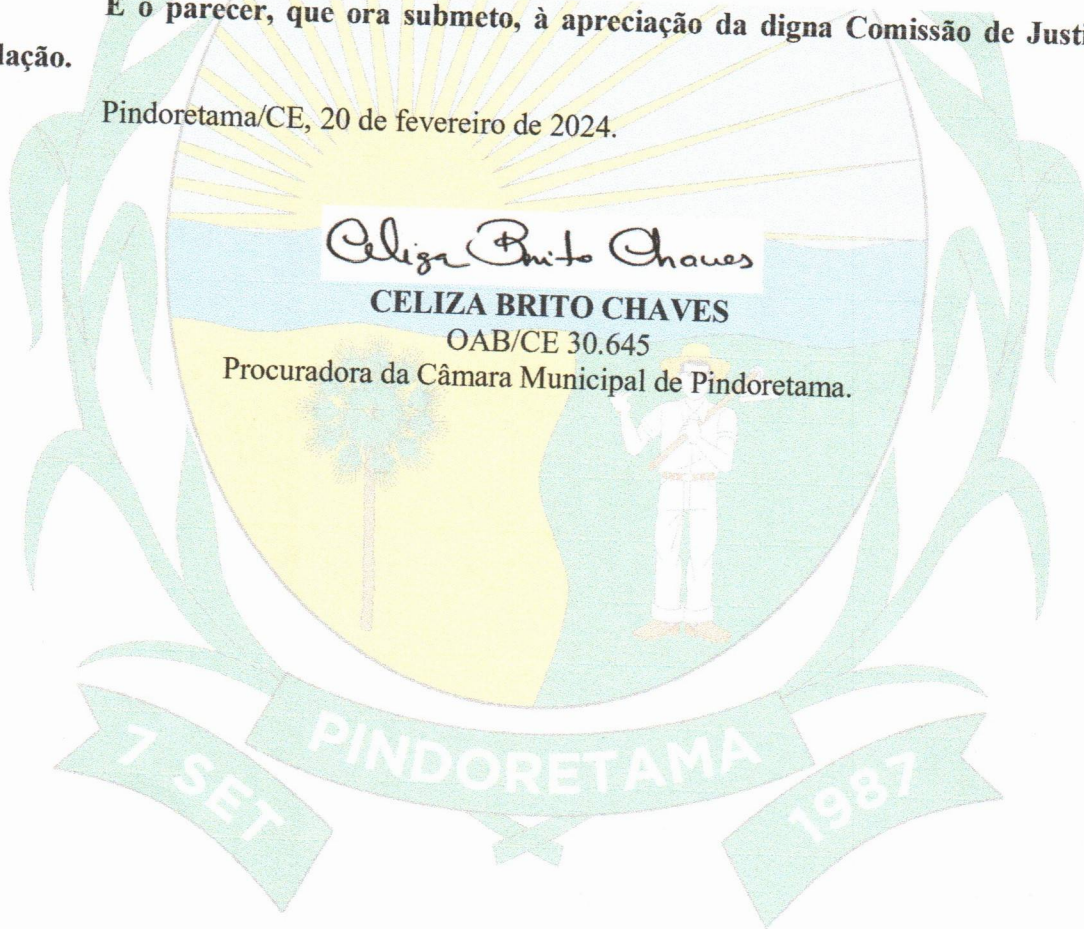 É o parecer, que ora submeto, à apreciação da digna Comissão de Justi
lação.
Pindoretama/CE, 20 de fevereiro de 2024.
Celiza Brito Chaves
CELIZA BRITO CHAVES
OAB/CE 30.645
Procuradora da Câmara Municipal de Pindoretama.
7 SET
PINDORETAMA
1987